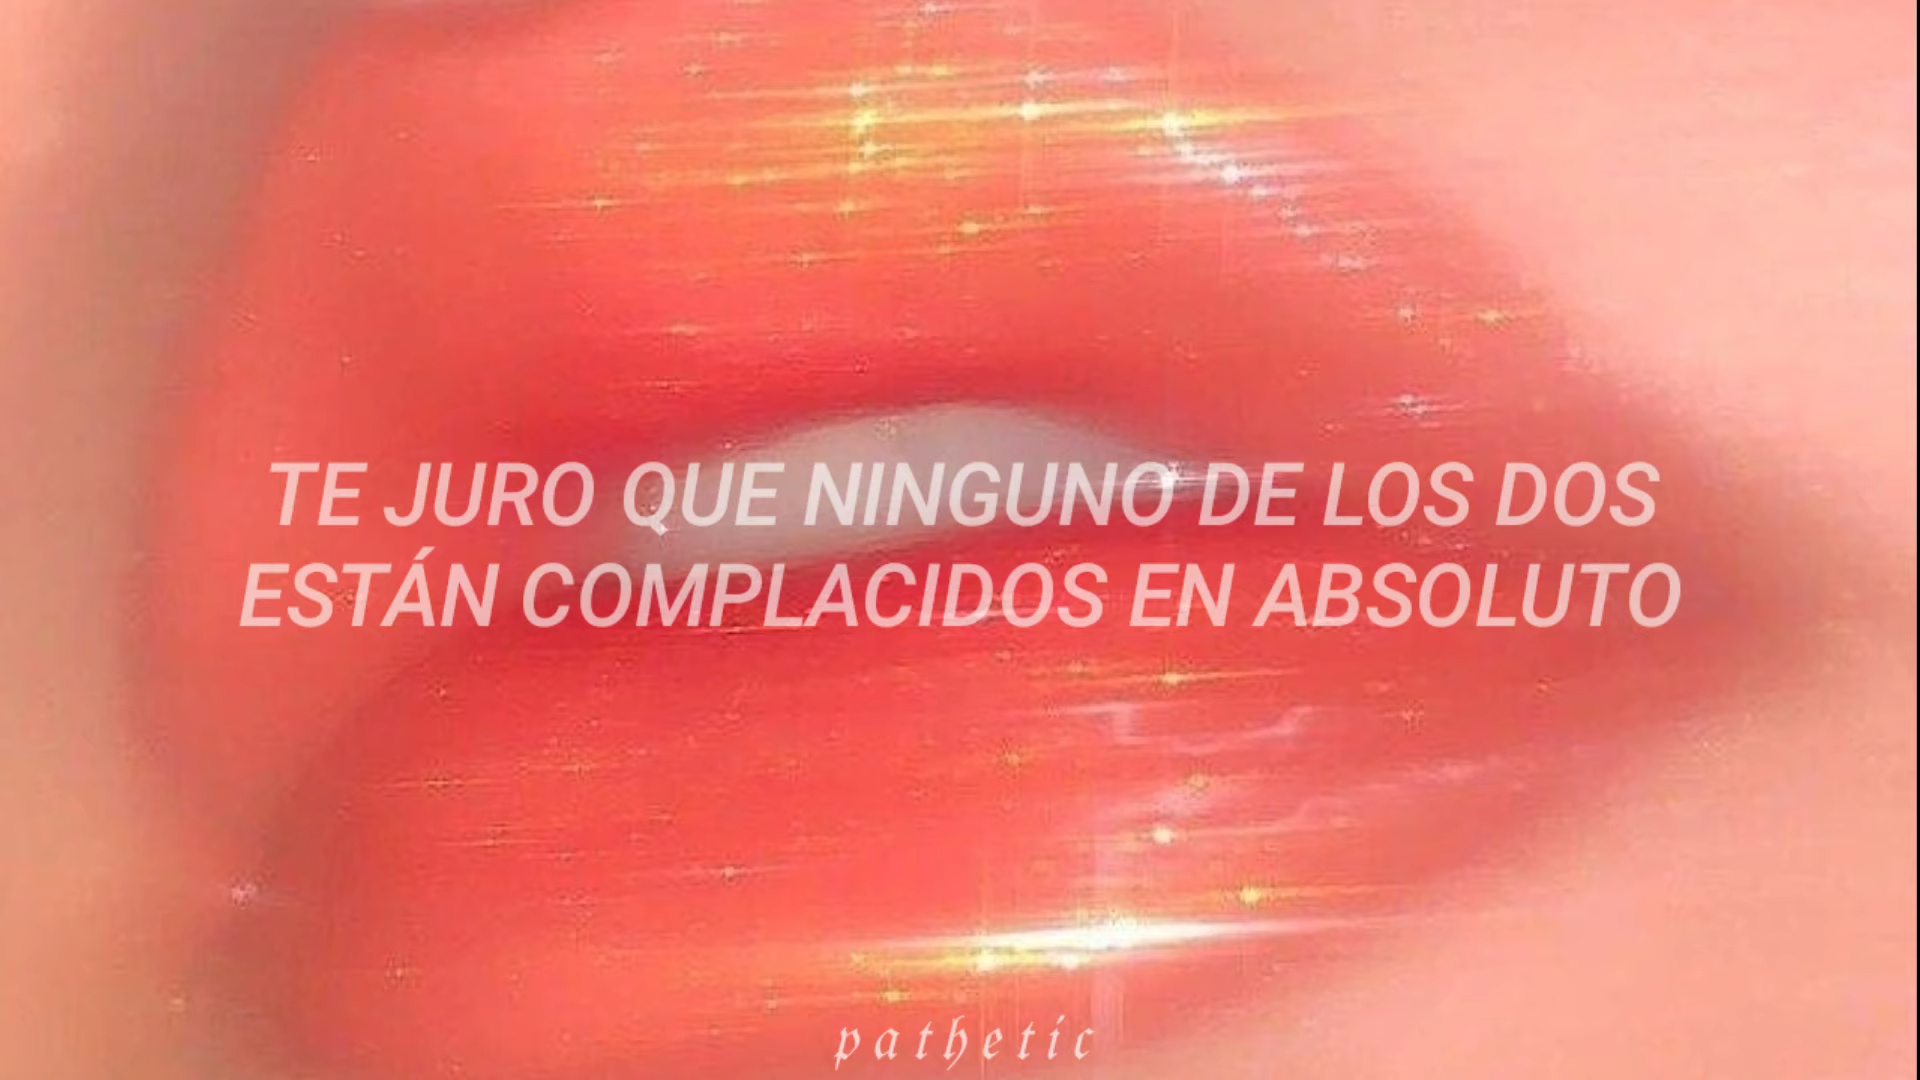 TE JURO QUE NINGUNO DE LOS DOS
ESTÁN COMPLACIDOS EN ABSOLUTO
pathetic